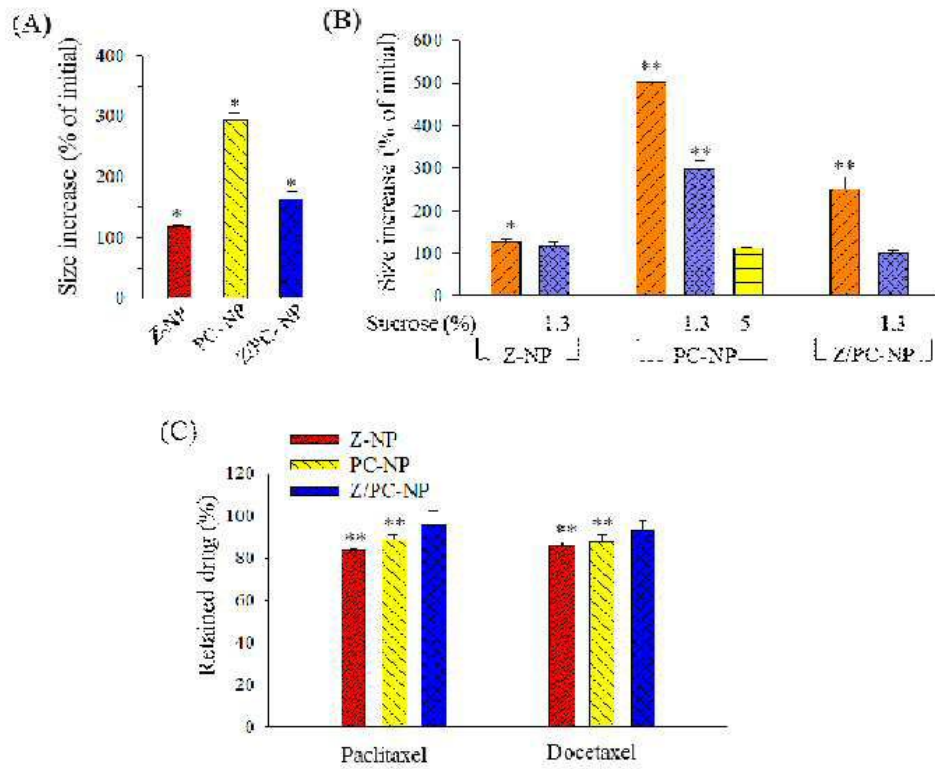 (A)
Size increase (% of initial)
400
300
200
100
0
*
*
*
Z-NP
PC-NP
Z/PC-NP
(B)
Size increase (% of initial)
600
500
400
300
200
100
0
*
**
**
**
Sucrose (%)
1.3
1.3
5
1.3
Z-NP
PC-NP
Z/PC-NP
(C)
Z-NP
PC-NP
Z/PC-NP
Retained drug (%)
120
100
80
60
40
20
0
**
**
**
**
Paclitaxel
Docetaxel